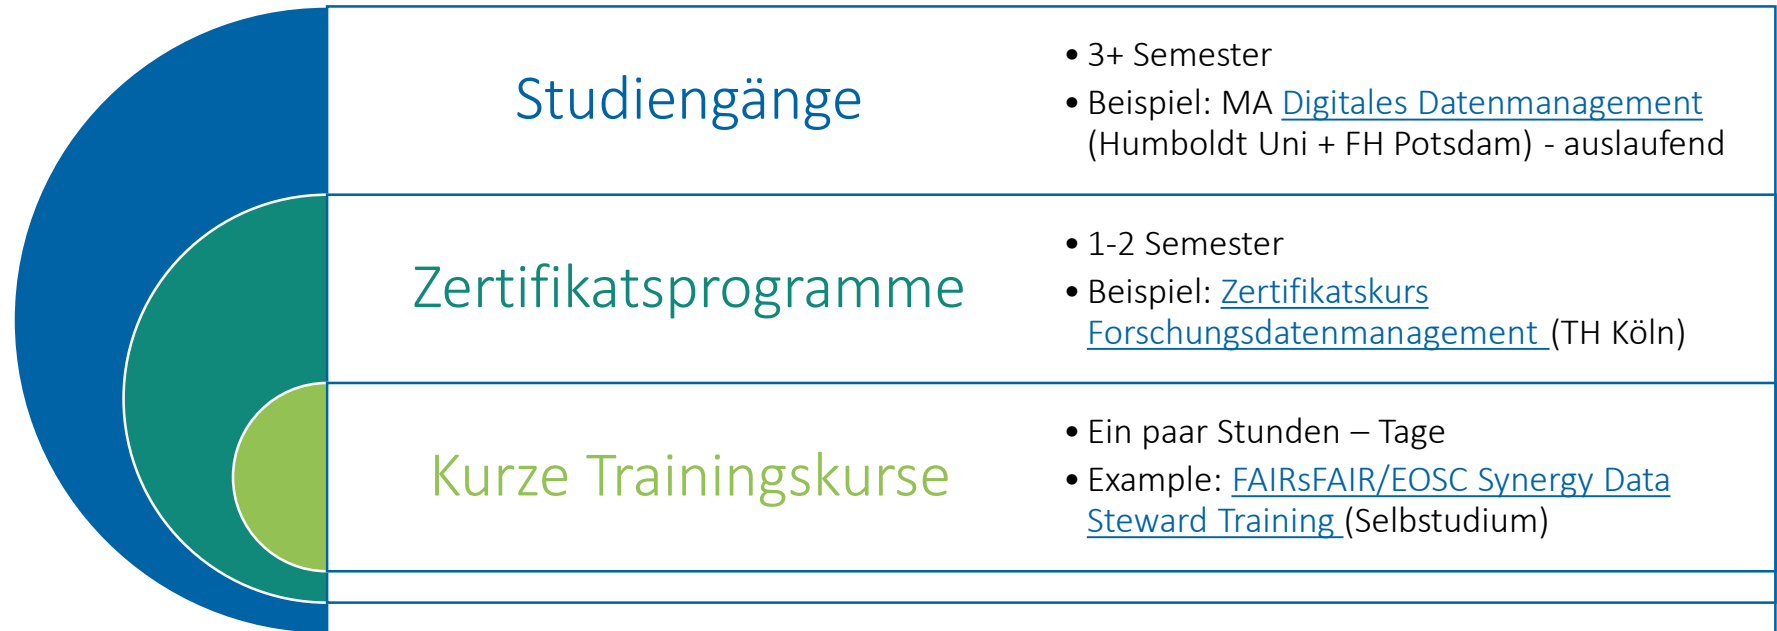 Studiengänge
• 3+ Semester
• Beispiel: MA Digitales Datenmanagement
(Humboldt Uni + FH Potsdam) - auslaufend
Zertifikatsprogramme
• 1-2 Semester
• Beispiel: Zertifikatskurs
Forschungsdatenmanagement (TH Köln)
Kurze Trainingskurse
• Ein paar Stunden – Tage
• Example: FAIRsFAIR/EOSC Synergy Data
Steward Training (Selbstudium)